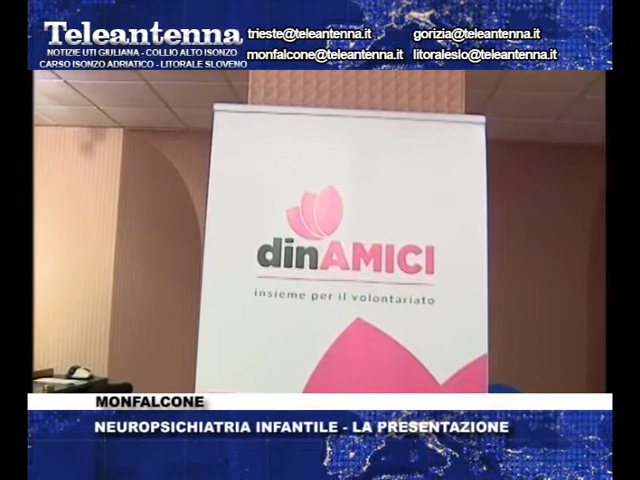 Teleantenna
NOTIZIE UTI GIULIANA - COLLIO ALTO ISONZO
CARSO ISONZO ADRIATICO - LITORALE SLOVENO
trieste@teleantenna.it
gorizia@teleantenna.it
monfalcone@teleantenna.it
litoraleslo@teleantenna.it
dinAMICI
insieme per il volontariato
MONFALCONE
NEUROPSICHIATRIA INFANTILE - LA PRESENTAZIONE